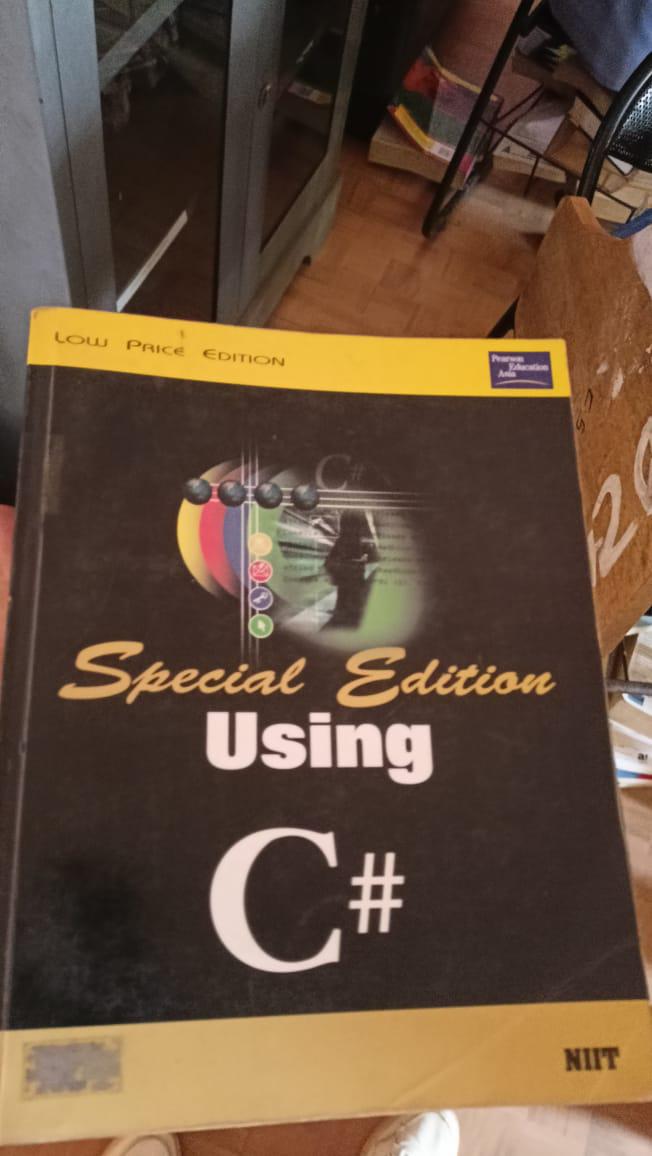 LOW PRICE EDITION
Pearson
Education
Asia
C#
Special Edition
Using
C#
NIIT